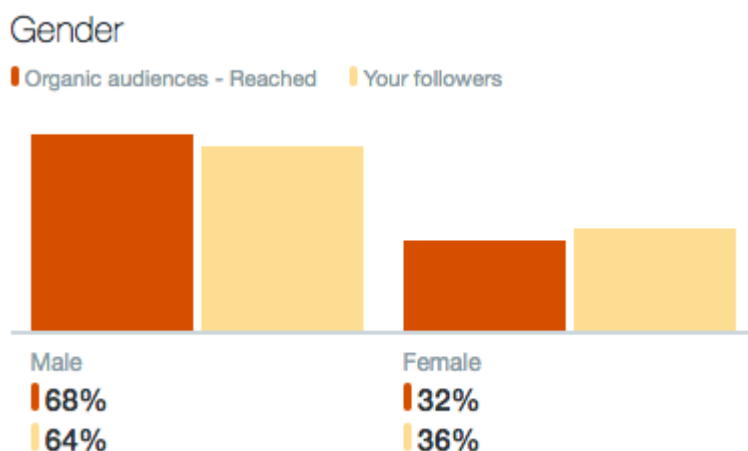 Gender
Organic audiences - Reached Your followers
Male Female
68% 32%
64% 36%